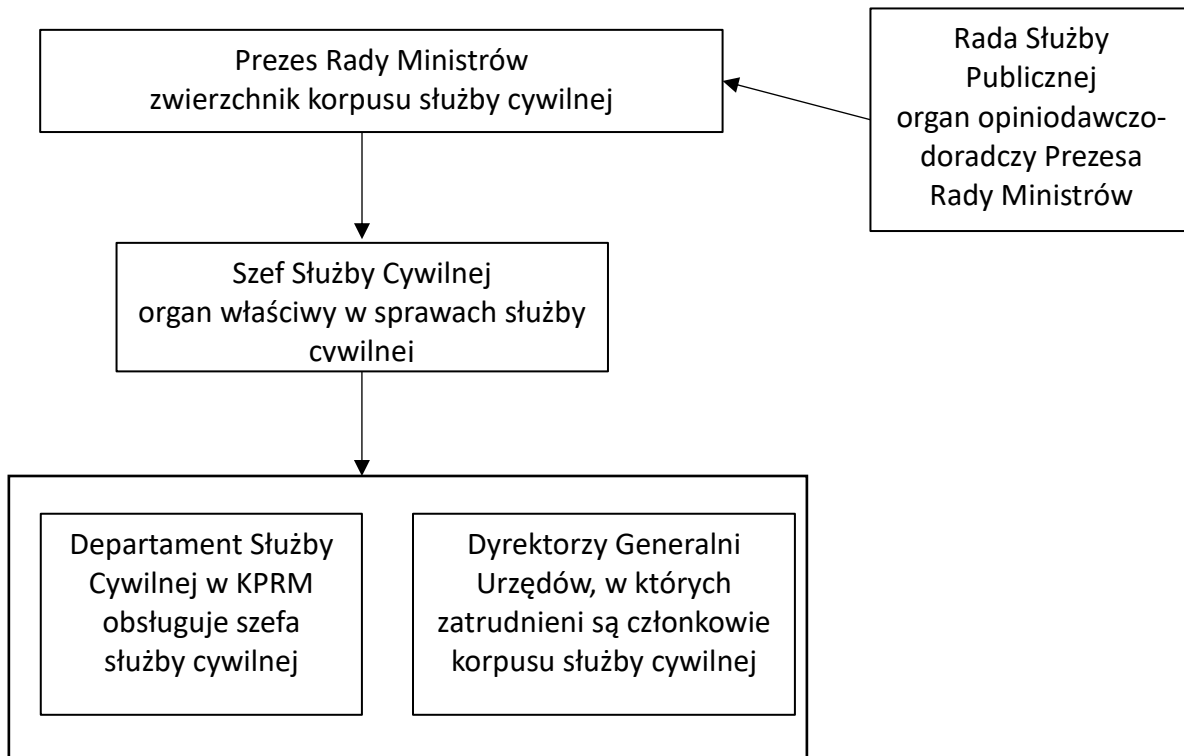 Prezes Rady Ministrów
zwierzchnik korpusu służby cywilnej
Rada Służby
Publicznej
organ opiniodawczo-
doradczy Prezesa
Rady Ministrów
Szef Służby Cywilnej
organ właściwy w sprawach służby
cywilnej
Departament Służby
Cywilnej w KPRM
obsługuje szefa
służby cywilnej
Dyrektorzy Generalni
Urzędów, w których
zatrudnieni są członkowie
korpusu służby cywilnej